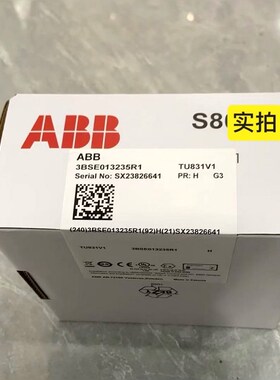 ABB
S8
实拍
ABB
3BSE013235R1
TU831V1
Serial No: SX23826641
PR: H
G3
(240)3BSE013235R1(92)H(21)SX23826641
TU831V1
3BSE013235R1
H